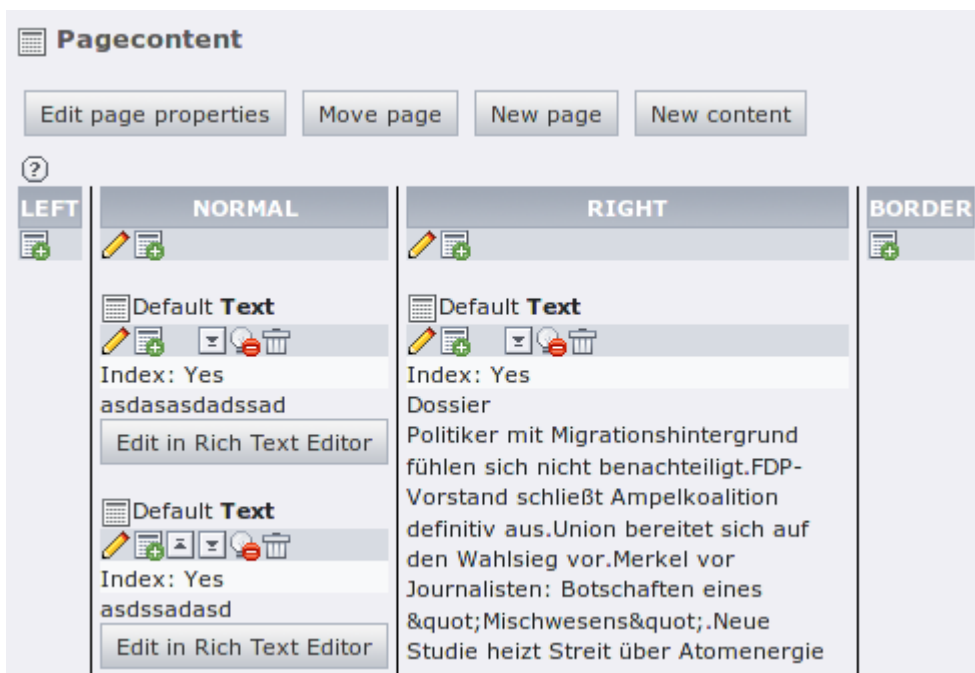 Pagecontent
Edit page properties
Move page
New page
New content
?
LEFT
NORMAL
RIGHT
BORDER
Default Text
Index: Yes
asdasasdadssad
Edit in Rich Text Editor
Default Text
Index: Yes
asdssadasd
Edit in Rich Text Editor
Default Text
Index: Yes
Dossier
Politiker mit Migrationshintergrund
fühlen sich nicht benachteiligt.FDP-
Vorstand schließt Ampelkoalition
definitiv aus.Union bereitet sich auf
den Wahlsieg vor.Merkel vor
Journalisten: Botschaften eines
&quot;Mischwesens&quot;.Neue
Studie heizt Streit über Atomenergie